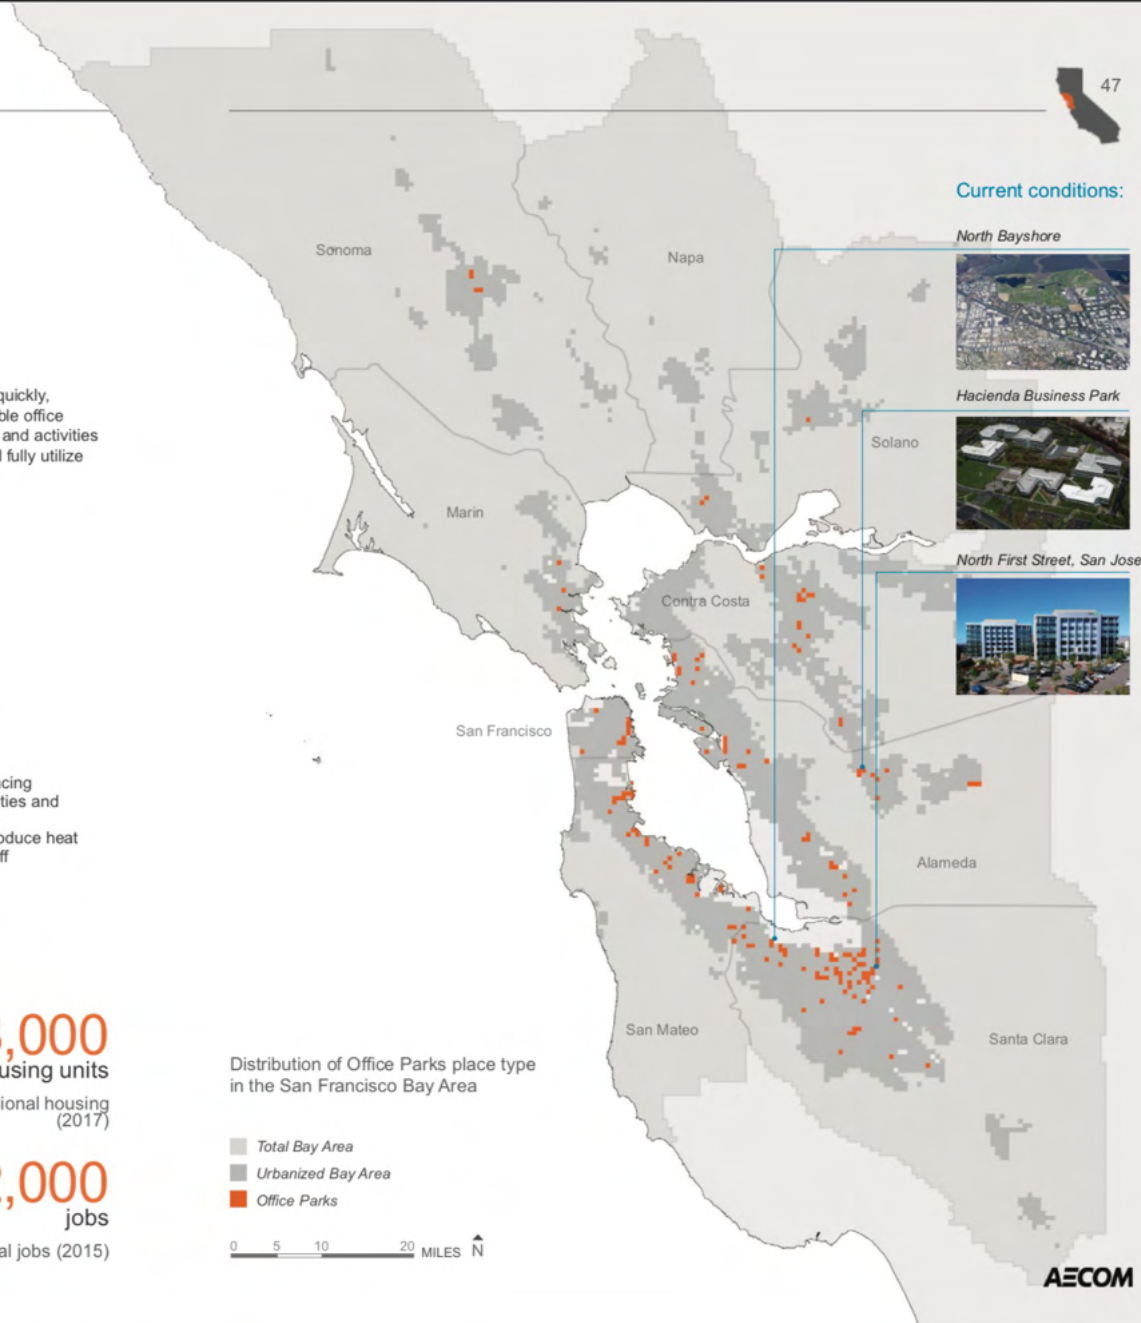 47
Current conditions:
North Bayshore
Sonoma
Napa
quickly,
ble office
and activities
fully utilize
Hacienda Business Park
Solano
Marin
North First Street, San Jose
Contra Costa
San Francisco
cing
ties and
oduce heat
ff
Alameda
,000
using units
ional housing
(2017)
San Mateo
Santa Clara
Distribution of Office Parks place type
in the San Francisco Bay Area
Total Bay Area
Urbanized Bay Area
Office Parks
,000
jobs
al jobs (2015)
0 5 10 20 MILES N
AECOM